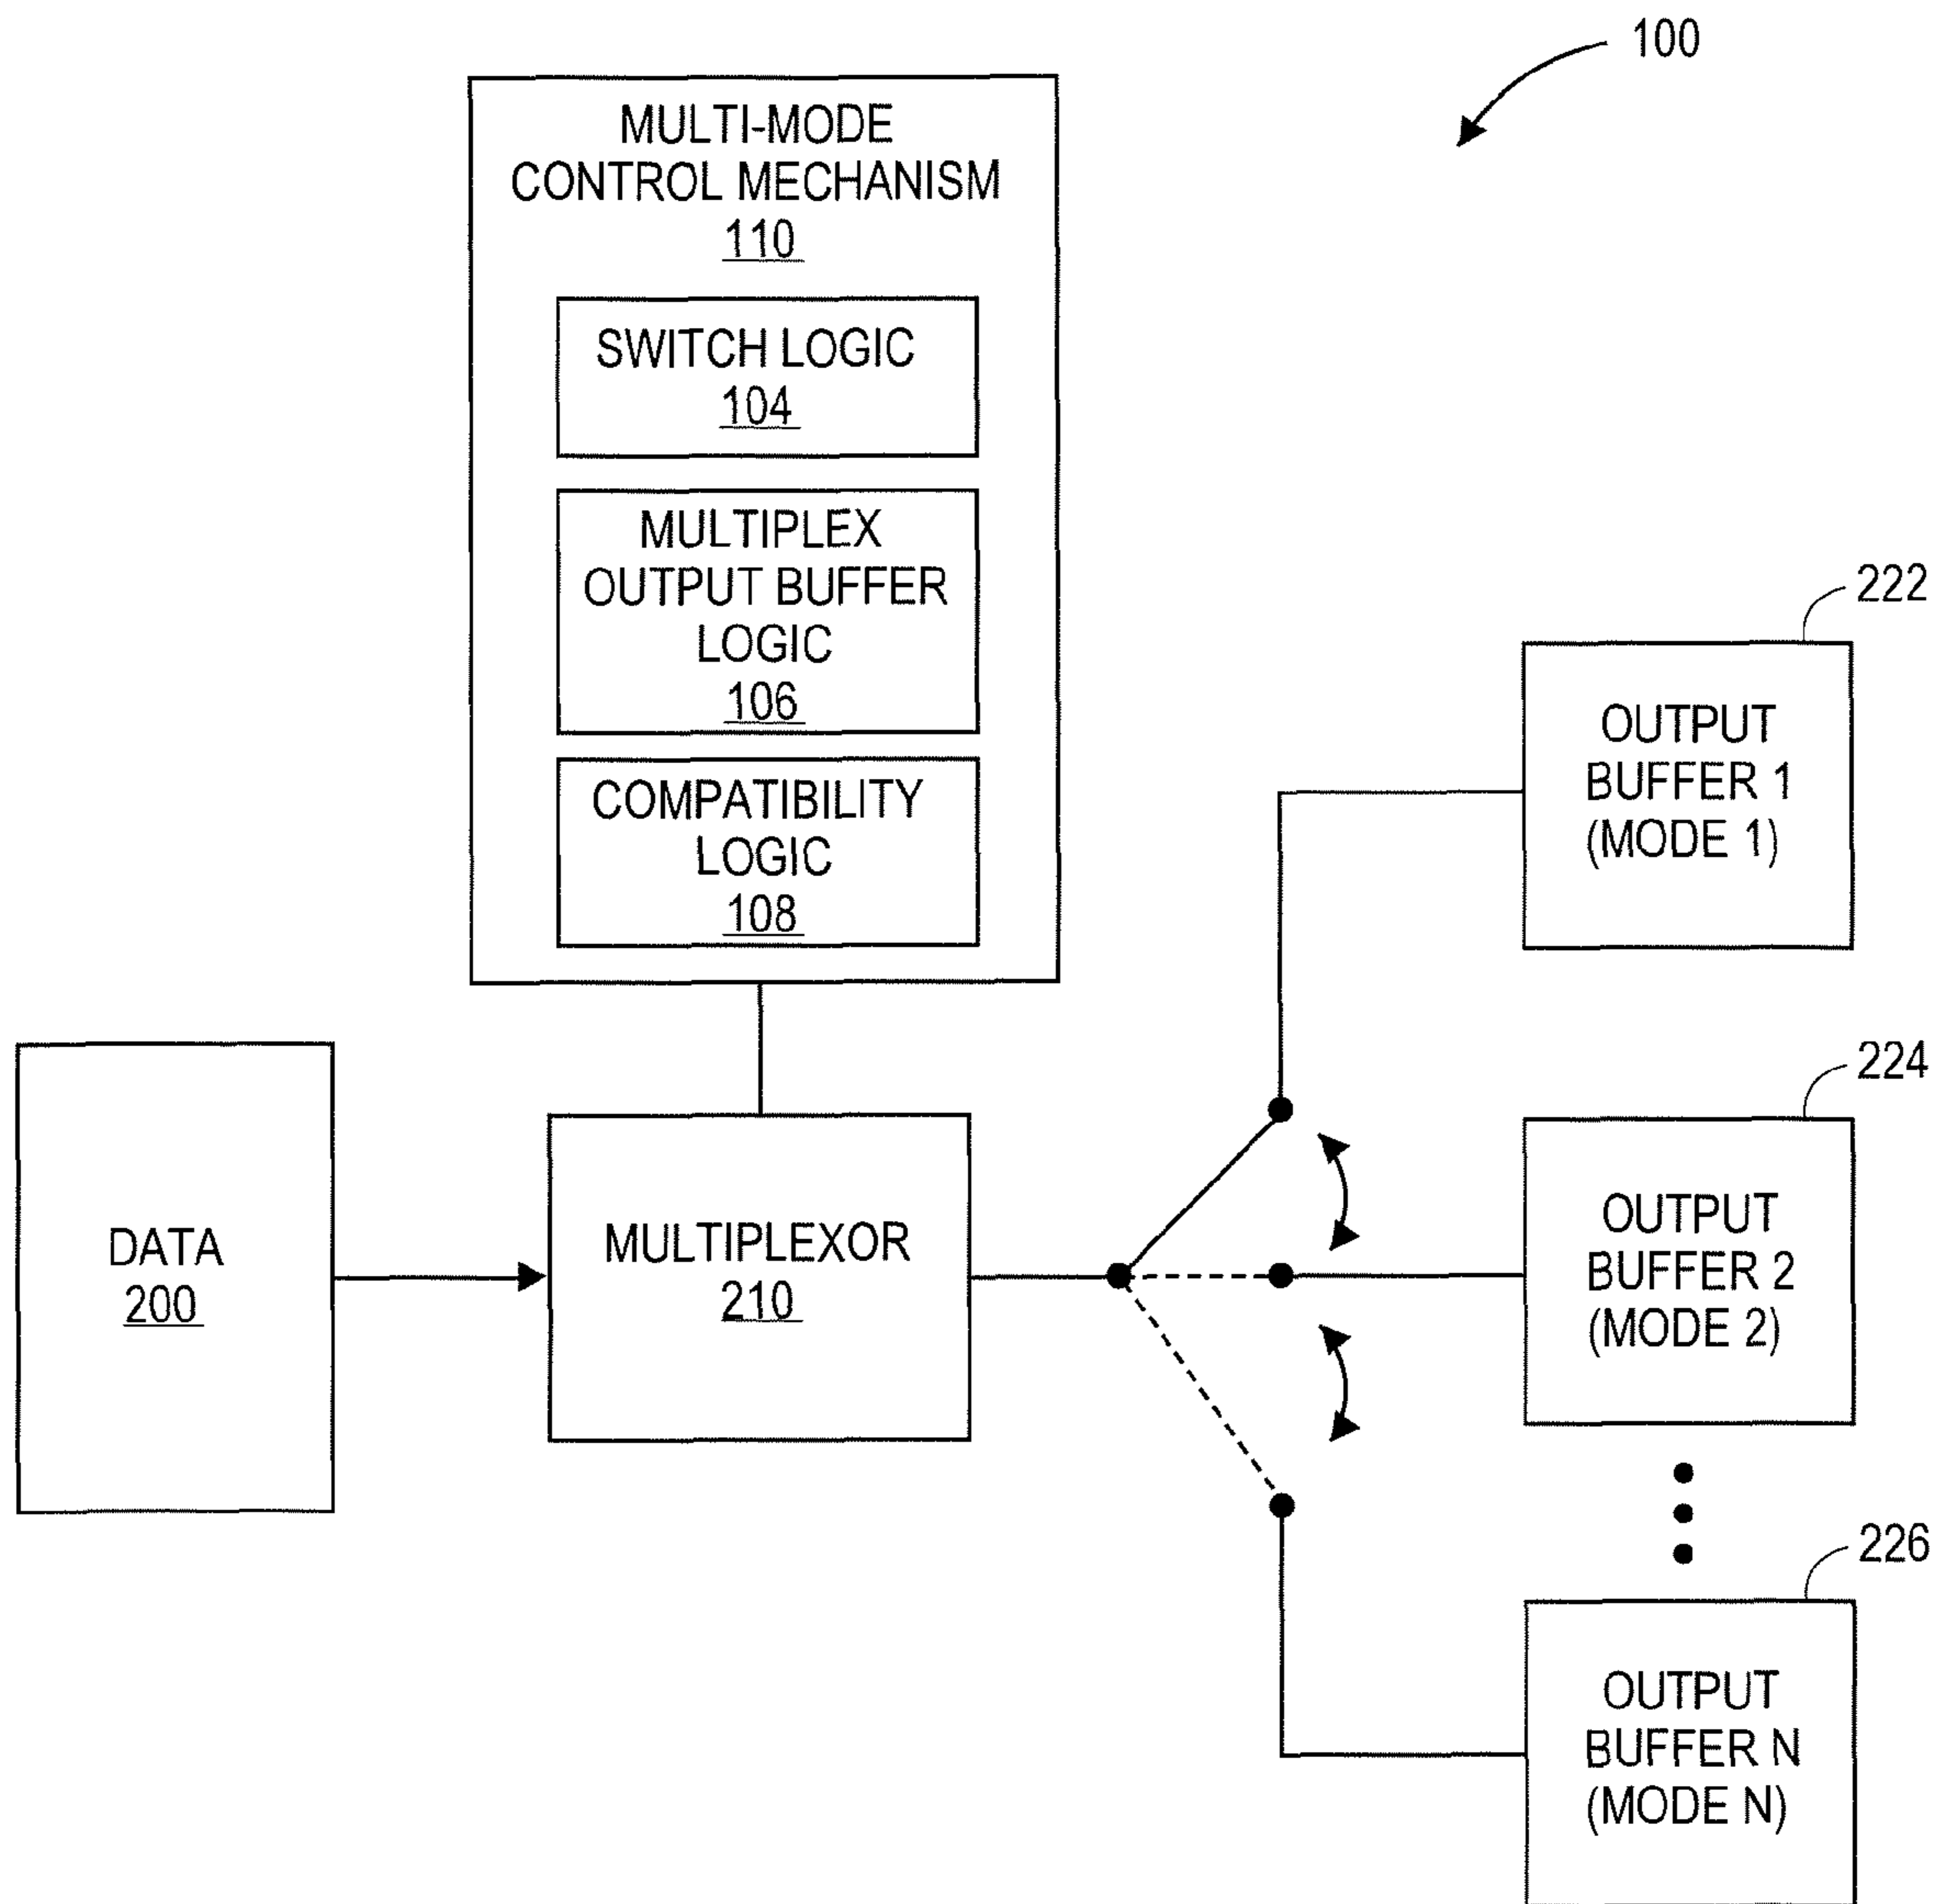 100
MULTI-MODE
CONTROL MECHANISM
110
SWITCH LOGIC
104
MULTIPLEX
OUTPUT BUFFER
LOGIC
106
COMPATIBILITY
LOGIC
108
DATA
200
MULTIPLEXOR
210
222
OUTPUT
BUFFER 1
(MODE 1)
224
OUTPUT
BUFFER 2
(MODE 2)
226
OUTPUT
BUFFER N
(MODE N)